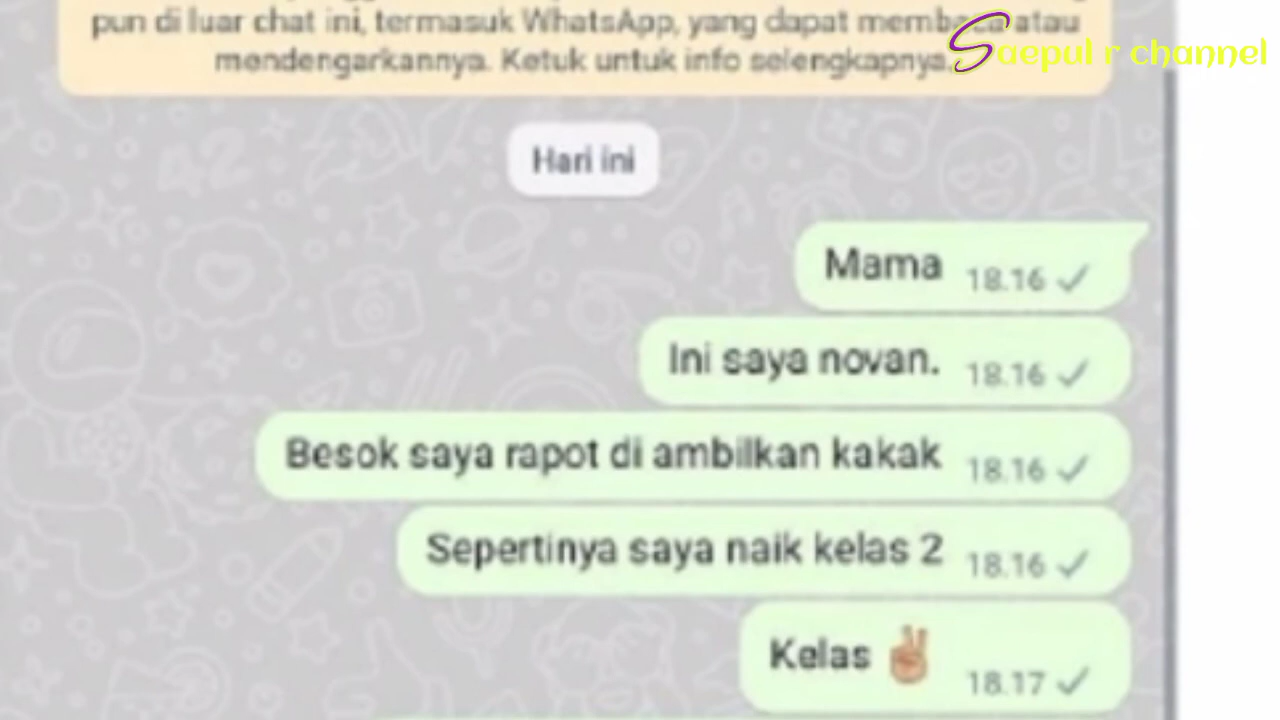 pun di luar chat ini, termasuk WhatsApp, yang dapat membaca atau
mendengarkannya. Ketuk untuk info selengkapnya.
Saepul r channel
Hari ini
Mama 18.16
Ini saya novan. 18.16
Besok saya rapot di ambilkan kakak 18.16
Sepertinya saya naik kelas 2 18.16
Kelas ✌ 18.17